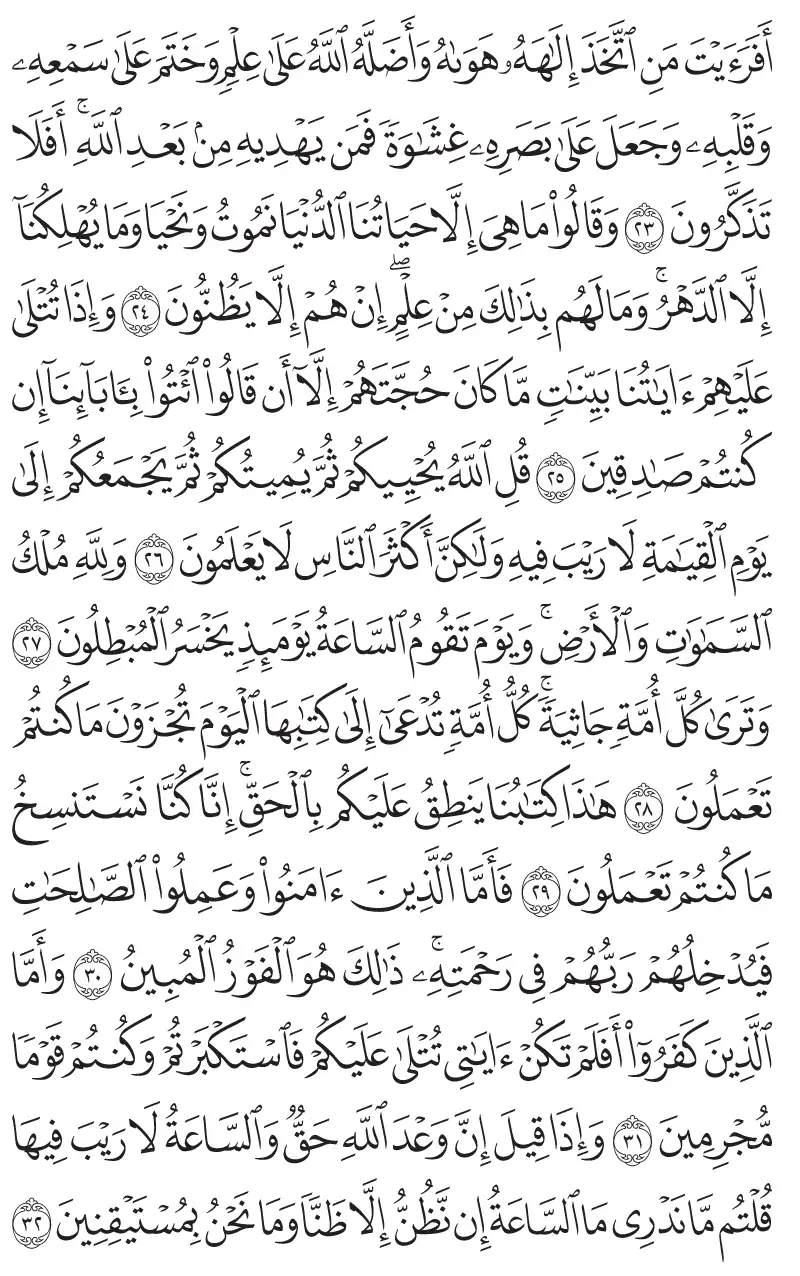 أَفَرَءَيْتَ مَنِ ٱتَّخَذَ إِلَٰهَهُۥ هَوَىٰهُ وَأَضَلَّهُ ٱللَّهُ عَلَىٰ عِلْمٍ وَخَتَمَ عَلَىٰ سَمْعِهِۦ
وَقَلْبِهِۦ وَجَعَلَ عَلَىٰ بَصَرِهِۦ غِشَٰوَةً فَمَن يَهْدِيهِ مِنۢ بَعْدِ ٱللَّهِ ۚ أَفَلَا
تَذَكَّرُونَ ٢٣ وَقَالُوا۟ مَا هِىَ إِلَّا حَيَاتُنَا ٱلدُّنْيَا نَمُوتُ وَنَحْيَا وَمَا يُهْلِكُنَآ
إِلَّا ٱلدَّهْرُ ۚ وَمَا لَهُم بِذَٰلِكَ مِنْ عِلْمٍ ۖ إِنْ هُمْ إِلَّا يَظُنُّونَ ٢٤ وَإِذَا تُتْلَىٰ
عَلَيْهِمْ ءَايَٰتُنَا بَيِّنَٰتٍ مَّا كَانَ حُجَّتَهُمْ إِلَّآ أَن قَالُوا۟ ٱئْتُوا۟ بِـَٔابَآئِنَآ إِن
كُنتُمْ صَٰدِقِينَ ٢٥ قُلِ ٱللَّهُ يُحْيِيكُمْ ثُمَّ يُمِيتُكُمْ ثُمَّ يَجْمَعُكُمْ إِلَىٰ
يَوْمِ ٱلْقِيَٰمَةِ لَا رَيْبَ فِيهِ وَلَٰكِنَّ أَكْثَرَ ٱلنَّاسِ لَا يَعْلَمُونَ ٢٦ وَلِلَّهِ مُلْكُ
ٱلسَّمَٰوَٰتِ وَٱلْأَرْضِ ۚ وَيَوْمَ تَقُومُ ٱلسَّاعَةُ يَوْمَئِذٍ يَخْسَرُ ٱلْمُبْطِلُونَ ٢٧
وَتَرَىٰ كُلَّ أُمَّةٍ جَاثِيَةً ۚ كُلُّ أُمَّةٍ تُدْعَىٰٓ إِلَىٰ كِتَٰبِهَا ٱلْيَوْمَ تُجْزَوْنَ مَا كُنتُمْ
تَعْمَلُونَ ٢٨ هَٰذَا كِتَٰبُنَا يَنطِقُ عَلَيْكُم بِٱلْحَقِّ ۚ إِنَّا كُنَّا نَسْتَنسِخُ
مَا كُنتُمْ تَعْمَلُونَ ٢٩ فَأَمَّا ٱلَّذِينَ ءَامَنُوا۟ وَعَمِلُوا۟ ٱلصَّٰلِحَٰتِ
فَيُدْخِلُهُمْ رَبُّهُمْ فِى رَحْمَتِهِۦ ۚ ذَٰلِكَ هُوَ ٱلْفَوْزُ ٱلْمُبِينُ ٣٠ وَأَمَّا
ٱلَّذِينَ كَفَرُوٓا۟ أَفَلَمْ تَكُنْ ءَايَٰتِى تُتْلَىٰ عَلَيْكُمْ فَٱسْتَكْبَرْتُمْ وَكُنتُمْ قَوْمًا
مُّجْرِمِينَ ٣١ وَإِذَا قِيلَ إِنَّ وَعْدَ ٱللَّهِ حَقٌّ وَٱلسَّاعَةُ لَا رَيْبَ فِيهَا
قُلْتُم مَّا نَدْرِى مَا ٱلسَّاعَةُ إِن نَّظُنُّ إِلَّا ظَنًّا وَمَا نَحْنُ بِمُسْتَيْقِنِينَ ٣٢